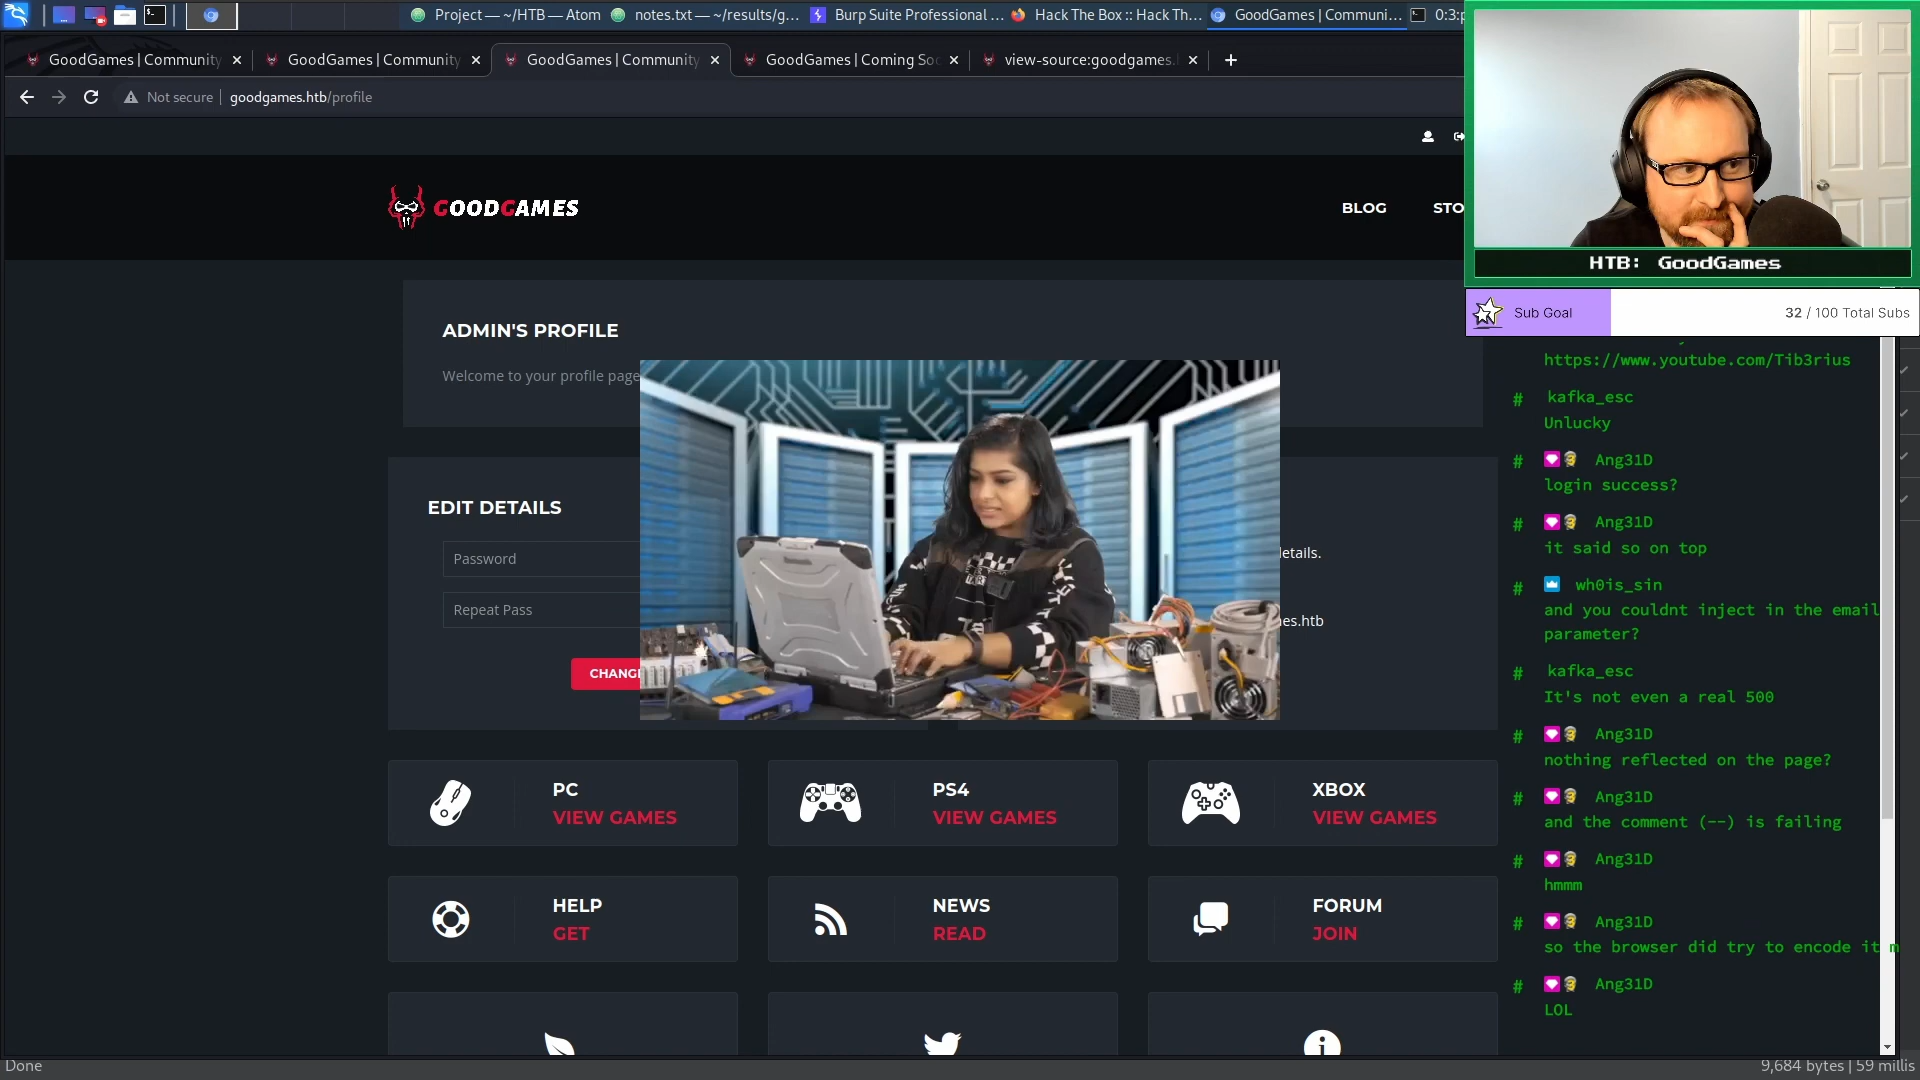 Project — ~/HTB — Atom
notes.txt — ~/results/g...
Burp Suite Professional ...
Hack The Box :: Hack Th...
GoodGames | Communi...
0:3:
GoodGames | Community
GoodGames | Community
GoodGames | Community
GoodGames | Coming Soo
view-source:goodgames.
Not secure
goodgames.htb/profile
GOODGAMES
BLOG
STO
HTB: GoodGames
Sub Goal
32 / 100 Total Subs
ADMIN'S PROFILE
Welcome to your profile page
EDIT DETAILS
Password
Repeat Pass
CHANG
details.
es.htb
https://www.youtube.com/Tib3rius
# kafka_esc
Unlucky
# Ang31D
login success?
# Ang31D
it said so on top
# wh0is_sin
and you couldnt inject in the email
parameter?
# kafka_esc
It's not even a real 500
# Ang31D
nothing reflected on the page?
# Ang31D
and the comment (--) is failing
# Ang31D
hmmm
# Ang31D
so the browser did try to encode it m
# Ang31D
LOL
PC
VIEW GAMES
PS4
VIEW GAMES
XBOX
VIEW GAMES
HELP
GET
NEWS
READ
FORUM
JOIN
Done
9,684 bytes | 59 millis